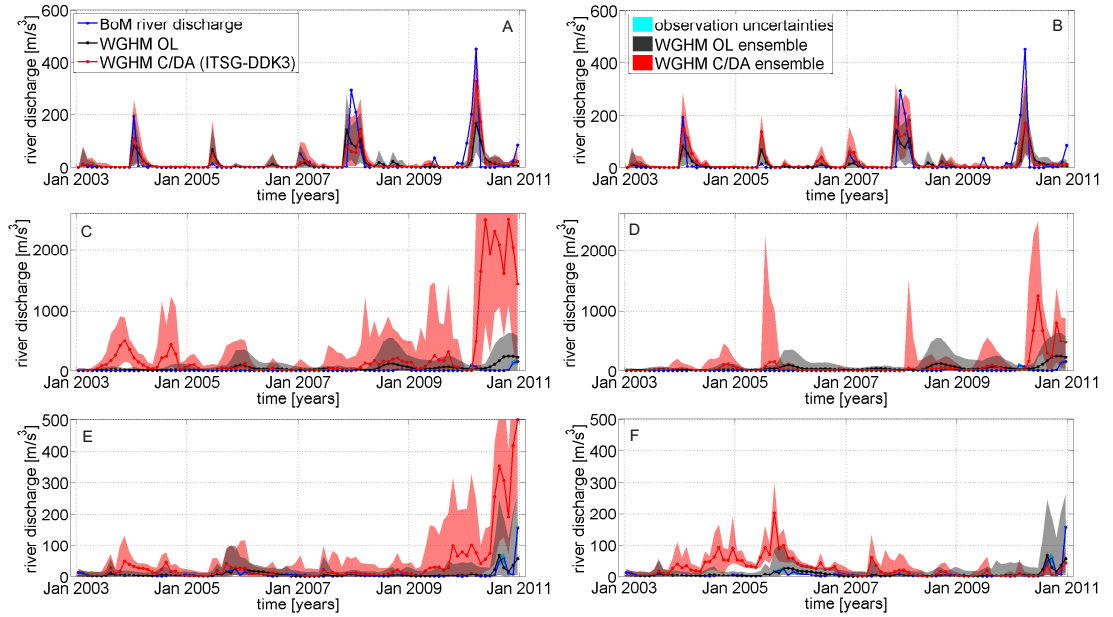 600
400
200
0
river discharge [m/s³]
BoM river discharge
WGHM OL
WGHM C/DA (ITSG-DDK3)
A
Jan 2003 Jan 2005 Jan 2007 Jan 2009 Jan 2011
time [years]
600
400
200
0
river discharge [m/s³]
observation uncertainties
WGHM OL ensemble
WGHM C/DA ensemble
B
Jan 2003 Jan 2005 Jan 2007 Jan 2009 Jan 2011
time [years]
2000
1000
0
river discharge [m/s³]
C
Jan 2003 Jan 2005 Jan 2007 Jan 2009 Jan 2011
time [years]
2000
1000
0
river discharge [m/s³]
D
Jan 2003 Jan 2005 Jan 2007 Jan 2009 Jan 2011
time [years]
500
400
300
200
100
0
river discharge [m/s³]
E
Jan 2003 Jan 2005 Jan 2007 Jan 2009 Jan 2011
time [years]
500
400
300
200
100
0
river discharge [m/s³]
F
Jan 2003 Jan 2005 Jan 2007 Jan 2009 Jan 2011
time [years]